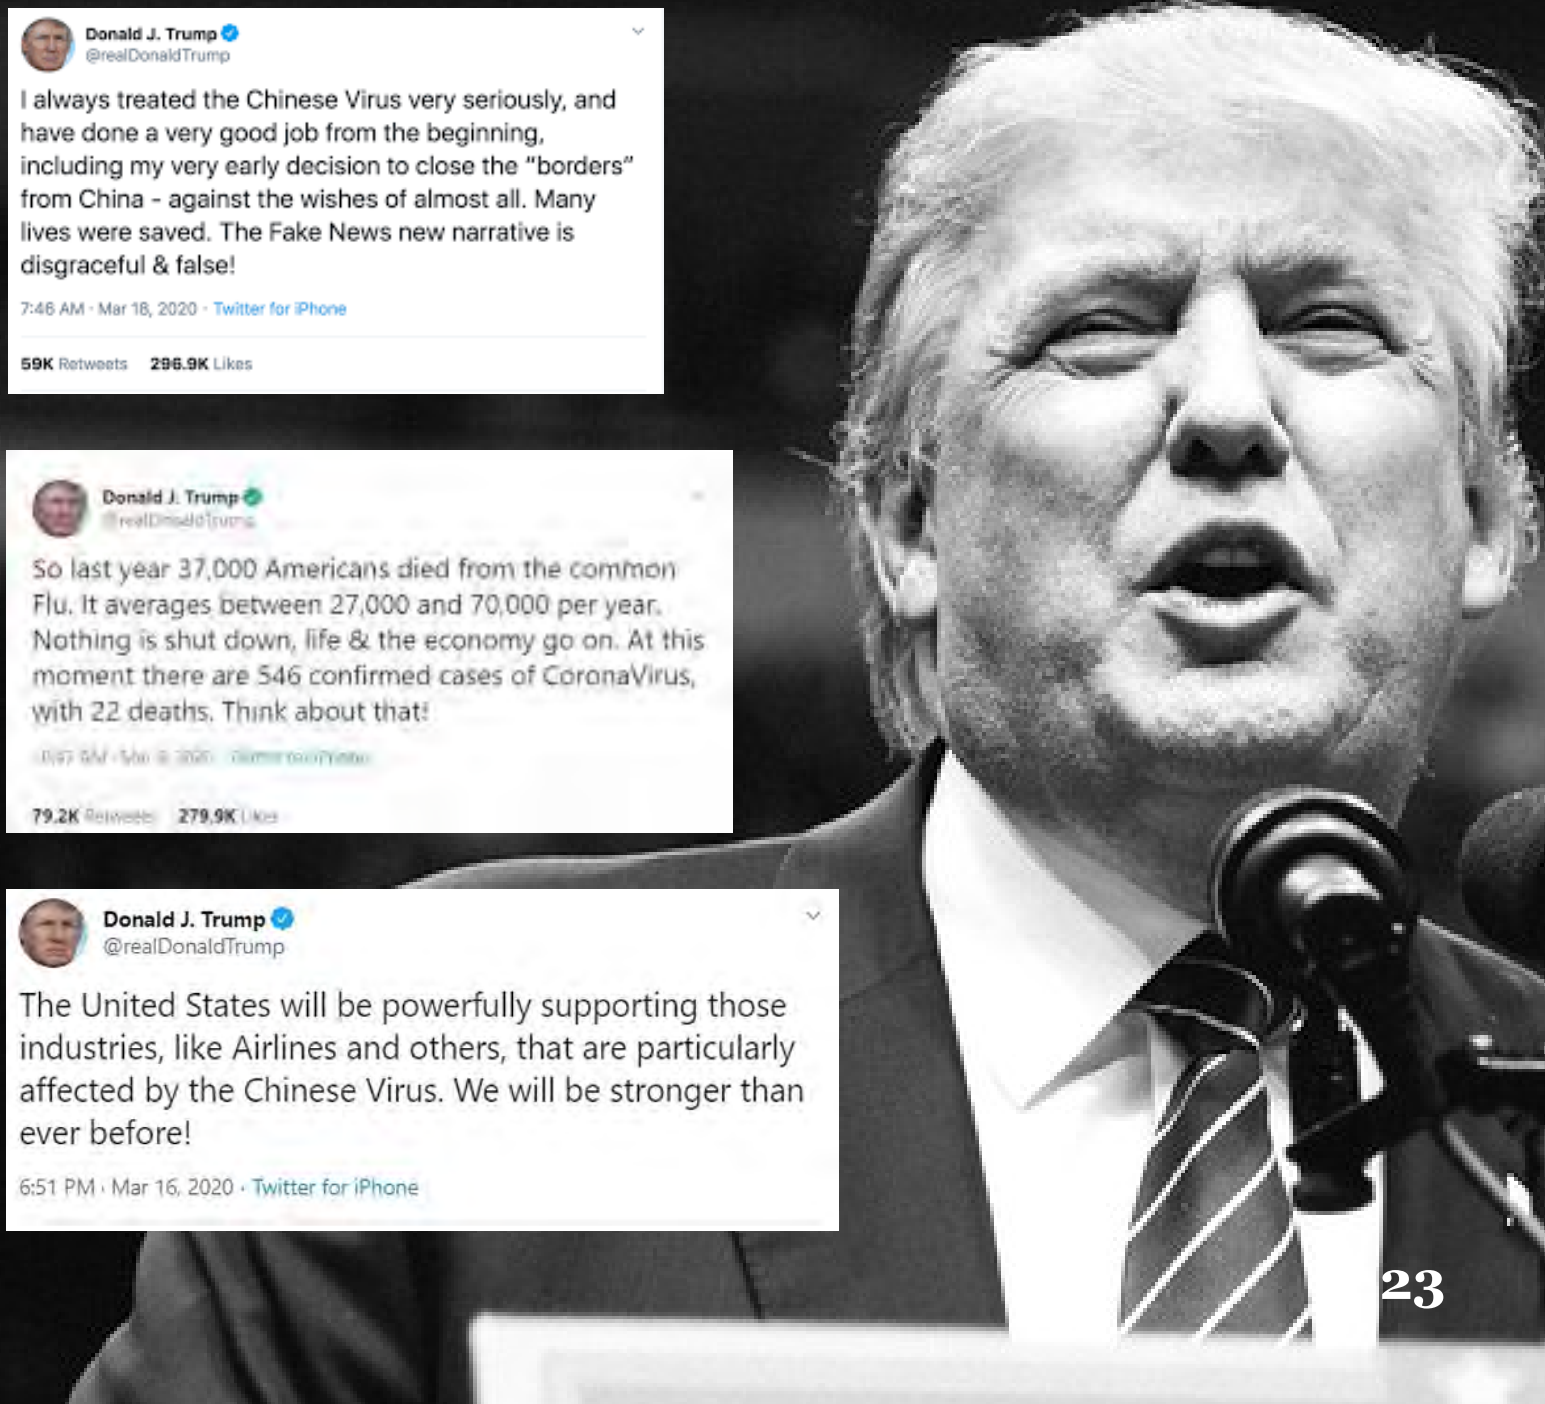 Donald J. Trump
@realDonaldTrump
I always treated the Chinese Virus very seriously, and
have done a very good job from the beginning,
including my very early decision to close the “borders”
from China - against the wishes of almost all. Many
lives were saved. The Fake News new narrative is
disgraceful & false!
7:46 AM · Mar 18, 2020 · Twitter for iPhone
59K Retweets 296.9K Likes
Donald J. Trump
@realDonaldTrump
So last year 37,000 Americans died from the common
Flu. It averages between 27,000 and 70,000 per year.
Nothing is shut down, life & the economy go on. At this
moment there are 546 confirmed cases of CoronaVirus,
with 22 deaths. Think about that!
79.2K Retweets 279.9K Likes
Donald J. Trump
@realDonaldTrump
The United States will be powerfully supporting those
industries, like Airlines and others, that are particularly
affected by the Chinese Virus. We will be stronger than
ever before!
6:51 PM · Mar 16, 2020 · Twitter for iPhone
23